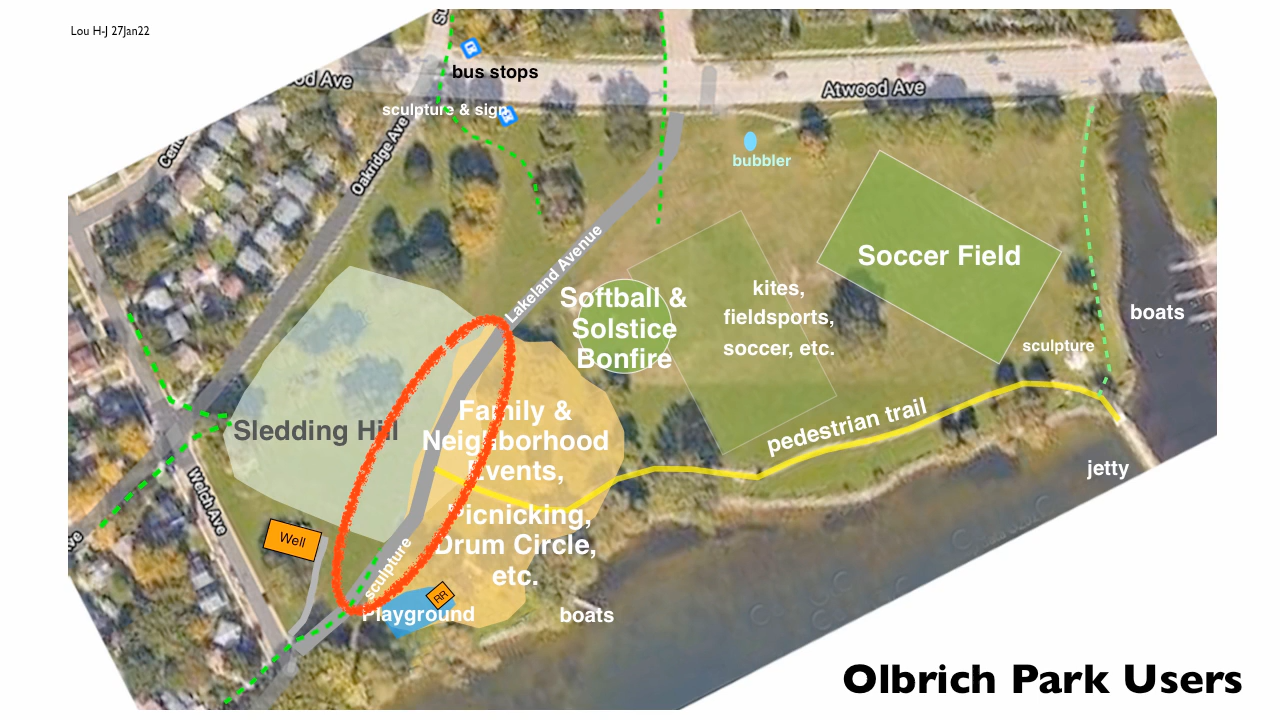 Lou H-J 27Jan22
bus stops
ood Ave
Atwood Ave
sculpture & sign
Oakridge Ave
bubbler
Lakeland Avenue
Soccer Field
Softball &
Solstice
Bonfire
kites,
fieldsports,
soccer, etc.
boats
sculpture
Sledding Hill
Family &
Neighborhood
Events,
Picnicking,
Drum Circle,
etc.
pedestrian trail
jetty
Welch Ave
Well
sculpture
RR
Playground
boats
Olbrich Park Users